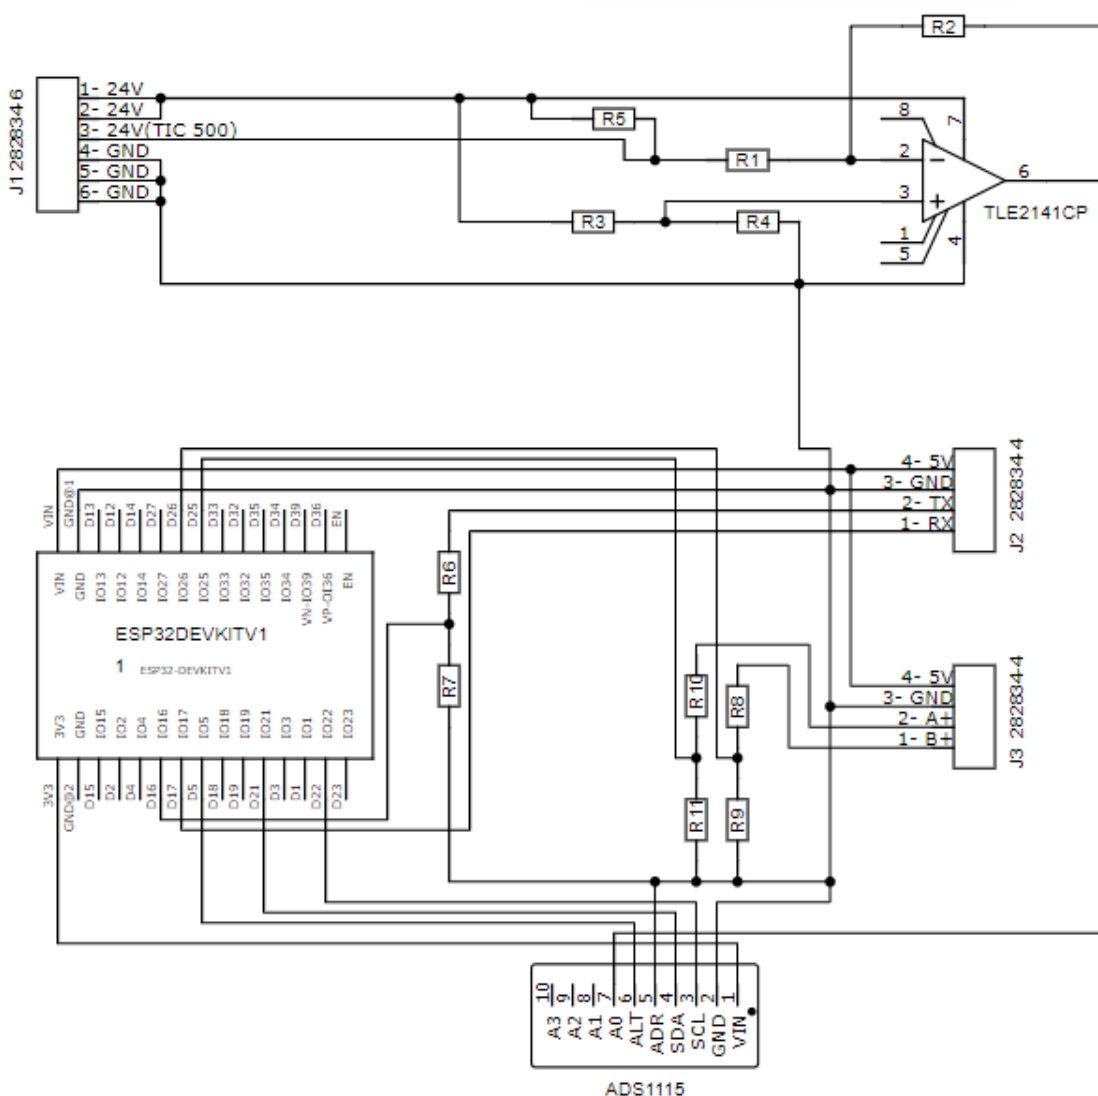 R2
1- 24V
2- 24V
3- 24V(TIC 500)
4- GND
5- GND
6- GND
J1 282834-6
R5
R1
R3
R4
8
7
2
3
6
1
5
4
TLE2141CP
4- 5V
3- GND
2- TX
1- RX
J2 282834-4
VIN
GND@1
D13
D12
D14
D27
D26
D25
D33
D32
D35
D34
D39
D36
EN
VIN
GND
IO13
IO12
IO14
IO27
IO26
IO25
IO33
IO32
IO35
IO34
VN-IO39
VP-OI36
EN
ESP32DEVKITV1
1 ESP32-DEVKITV1
3V3
GND
IO15
IO2
IO4
IO16
IO17
IO5
IO18
IO19
IO21
IO3
IO1
IO22
IO23
3V3
GND@2
D15
D2
D4
D16
D17
D5
D18
D19
D21
D3
D1
D22
D23
R6
R7
R10
R8
R11
R9
4- 5V
3- GND
2- A+
1- B+
J3 282834-4
10
9
8
7
6
5
4
3
2
1
A3
A2
A1
A0
ALT
ADR
SDA
SCL
GND
VIN
ADS1115